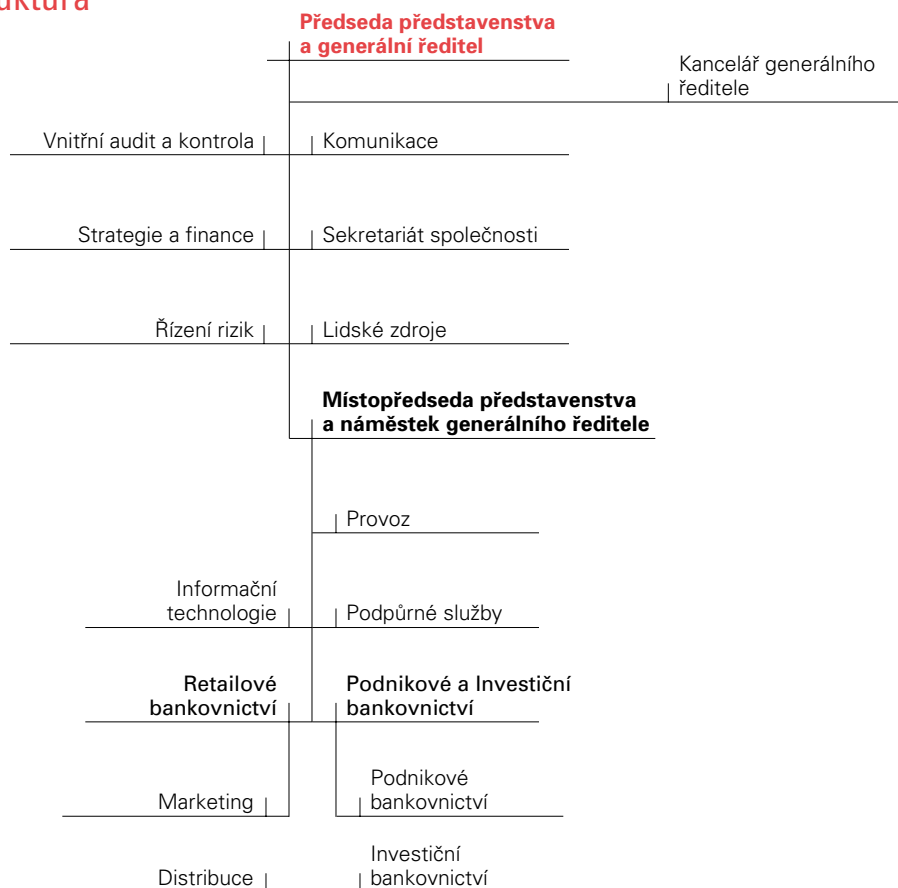 Předseda představenstva
a generální ředitel
Kancelář generálního
ředitele
Vnitřní audit a kontrola
Komunikace
Strategie a finance
Sekretariát společnosti
Řízení rizik
Lidské zdroje
Místopředseda představenstva
a náměstek generálního ředitele
Provoz
Informační
technologie
Podpůrné služby
Retailové
bankovnictví
Podnikové a Investiční
bankovnictví
Marketing
Podnikové
bankovnictví
Distribuce
Investiční
bankovnictví